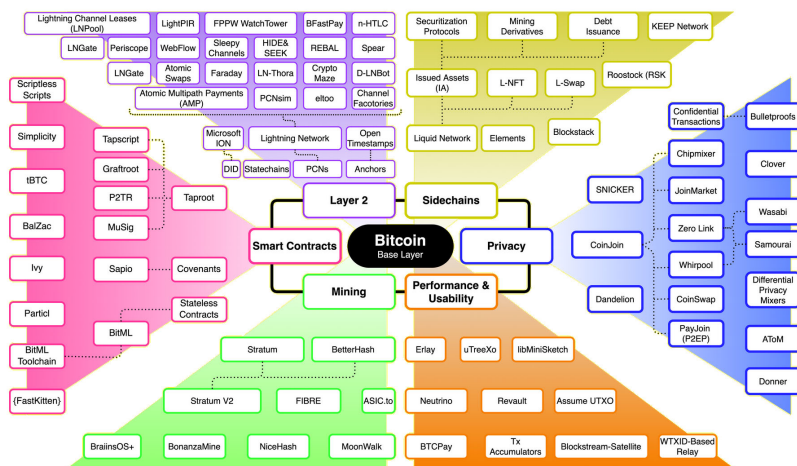 Lightning Channel Leases
(LNPool)
LightPIR
FPPW WatchTower
BFastPay
n-HTLC
LNGate
Periscope
WebFlow
Sleepy
Channels
HIDE&
SEEK
REBAL
Spear
LNGate
Atomic
Swaps
Faraday
LN-Thora
Crypto
Maze
D-LNBot
Atomic Multipath Payments
(AMP)
PCNsim
eltoo
Channel
Facotories
Microsoft
ION
Lightning Network
Open
Timestamps
DID
Statechains
PCNs
Anchors
Securitization
Protocols
Mining
Derivatives
Debt
Issuance
KEEP Network
Issued Assets
(IA)
L-NFT
L-Swap
Roostock (RSK
Liquid Network
Elements
Blockstack
Scriptless
Scripts
Simplicity
tBTC
BalZac
Ivy
Particl
BitML
Toolchain
{FastKitten}
Tapscript
Graftroot
P2TR
MuSig
Taproot
Sapio
Covenants
Stateless
Contracts
BitML
Layer 2
Sidechains
Smart Contracts
Bitcoin
Base Layer
Privacy
Mining
Performance &
Usability
Confidential
Transactions
Bulletproofs
Chipmixer
Clover
SNICKER
JoinMarket
Wasabi
Zero Link
CoinJoin
Samourai
Whirpool
Differential
Privacy
Mixers
Dandelion
CoinSwap
PayJoin
(P2EP)
AToM
Donner
Stratum
BetterHash
Stratum V2
FIBRE
ASIC.to
BraiinsOS+
BonanzaMine
NiceHash
MoonWalk
Erlay
uTreeXo
libMiniSketch
Neutrino
Revault
Assume UTXO
BTCPay
Tx
Accumulators
Blockstream-Satellite
WTXID-Based
Relay